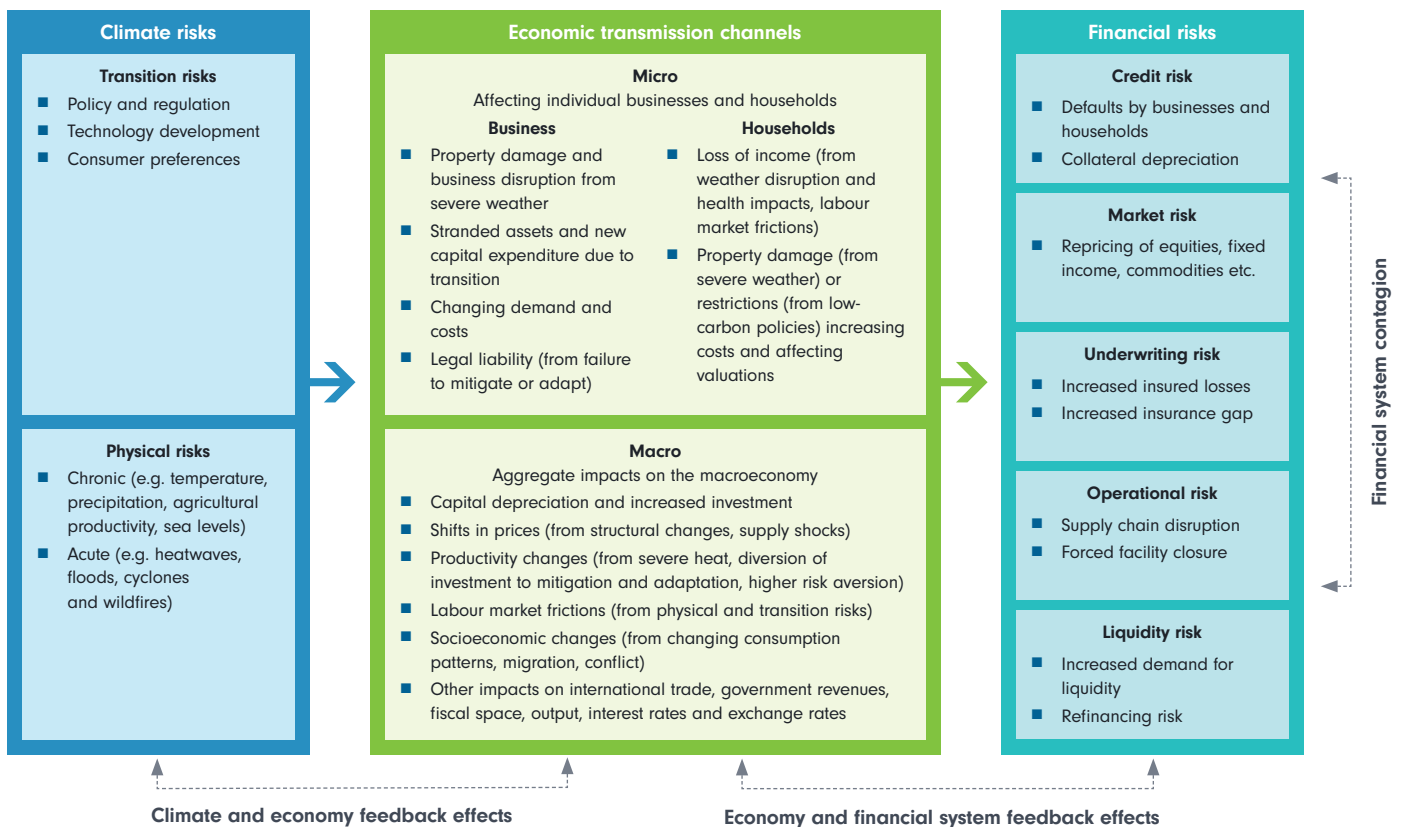 Climate risks
Transition risks
Policy and regulation
Technology development
Consumer preferences
Physical risks
Chronic (e.g. temperature,
precipitation, agricultural
productivity, sea levels)
Acute (e.g. heatwaves,
floods, cyclones
and wildfires)
Economic transmission channels
Micro
Affecting individual businesses and households
Business
Property damage and
business disruption from
severe weather
Stranded assets and new
capital expenditure due to
transition
Changing demand and
costs
Legal liability (from failure
to mitigate or adapt)
Households
Loss of income (from
weather disruption and
health impacts, labour
market frictions)
Property damage (from
severe weather) or
restrictions (from low-
carbon policies) increasing
costs and affecting
valuations
Macro
Aggregate impacts on the macroeconomy
Capital depreciation and increased investment
Shifts in prices (from structural changes, supply shocks)
Productivity changes (from severe heat, diversion of
investment to mitigation and adaptation, higher risk aversion)
Labour market frictions (from physical and transition risks)
Socioeconomic changes (from changing consumption
patterns, migration, conflict)
Other impacts on international trade, government revenues,
fiscal space, output, interest rates and exchange rates
Financial risks
Credit risk
Defaults by businesses and
households
Collateral depreciation
Market risk
Repricing of equities, fixed
income, commodities etc.
Underwriting risk
Increased insured losses
Increased insurance gap
Operational risk
Supply chain disruption
Forced facility closure
Liquidity risk
Increased demand for
liquidity
Refinancing risk
Financial system contagion
Climate and economy feedback effects
Economy and financial system feedback effects